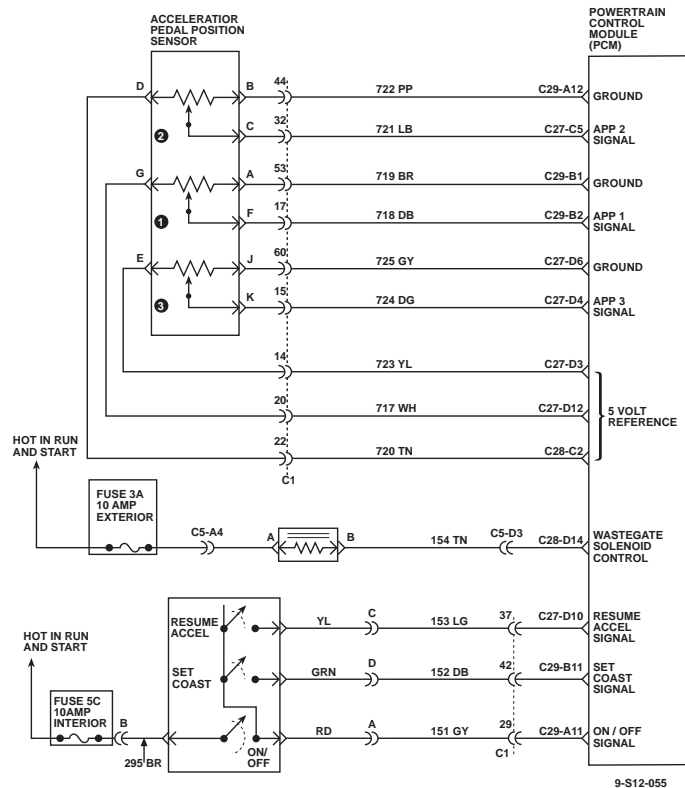 ACCELERATIOR
PEDAL POSITION
SENSOR
POWERTRAIN
CONTROL
MODULE
(PCM)
D
B
44
722 PP
C29-A12
GROUND
2
C
32
721 LB
C27-C5
APP 2
SIGNAL
G
A
53
719 BR
C29-B1
GROUND
1
F
17
718 DB
C29-B2
APP 1
SIGNAL
E
J
60
725 GY
C27-D6
GROUND
3
K
15
724 DG
C27-D4
APP 3
SIGNAL
14
723 YL
C27-D3
20
717 WH
C27-D12
5 VOLT
REFERENCE
22
720 TN
C28-C2
C1
HOT IN RUN
AND START
FUSE 3A
10 AMP
EXTERIOR
C5-A4
A
B
154 TN
C5-D3
C28-D14
WASTEGATE
SOLENOID
CONTROL
HOT IN RUN
AND START
RESUME
ACCEL
YL
C
153 LG
37
C27-D10
RESUME
ACCEL
SIGNAL
SET
COAST
GRN
D
152 DB
42
C29-B11
SET
COAST
SIGNAL
FUSE 5C
10AMP
INTERIOR
B
295 BR
ON/
OFF
RD
A
151 GY
29
C1
C29-A11
ON / OFF
SIGNAL
9-S12-055